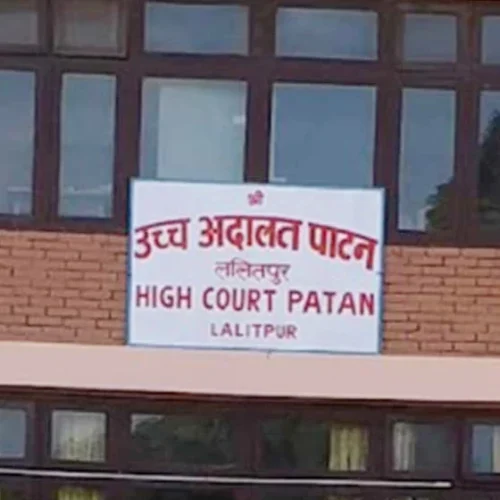 श्री
उच्च अदालत पाटन
ललितपुर
HIGH COURT PATAN
LALITPUR